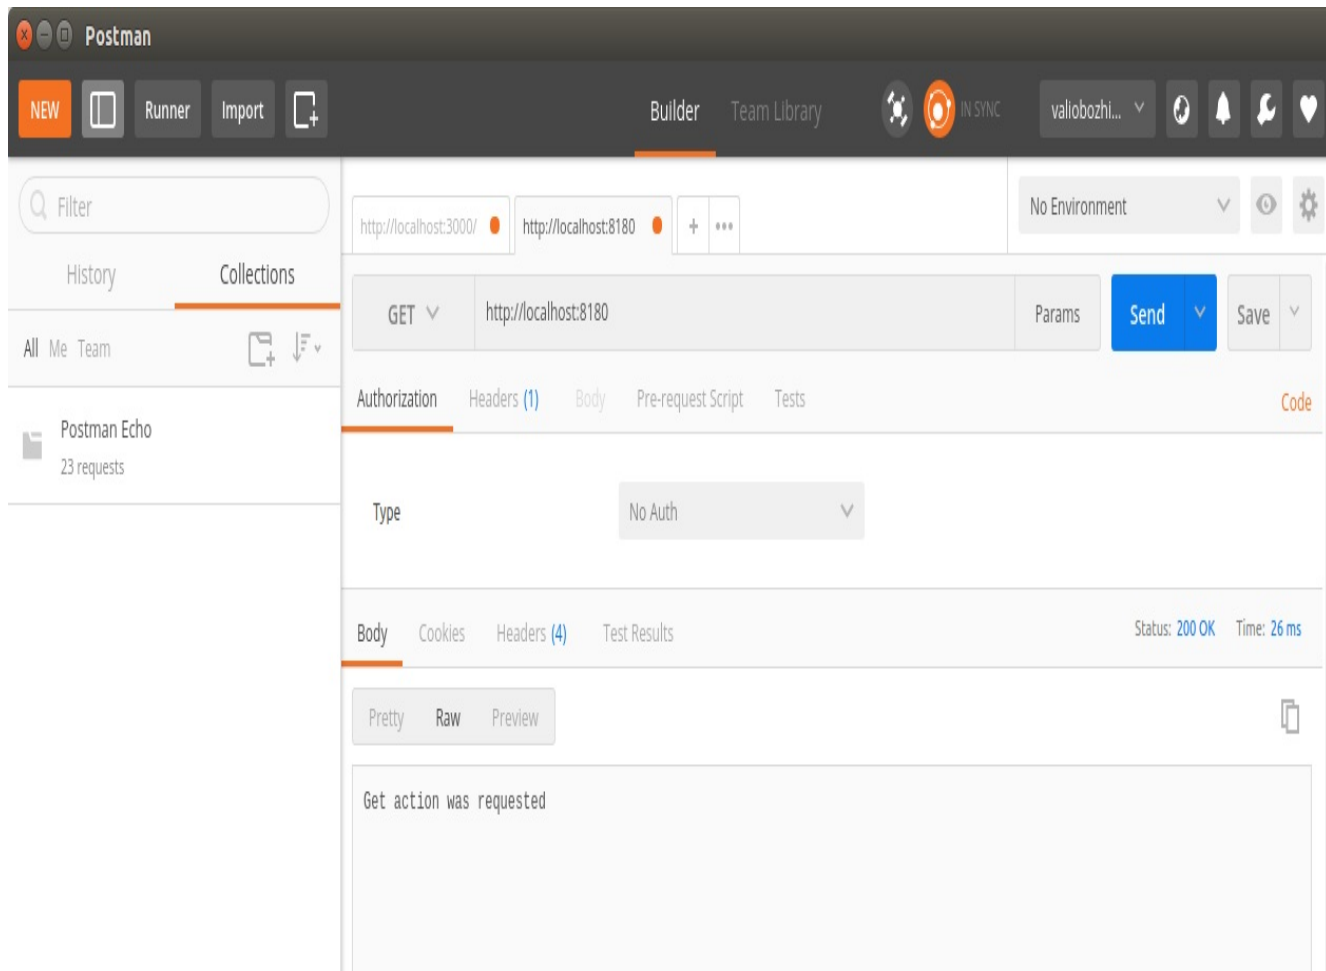 Postman
NEW Runner Import Builder Team Library IN SYNC valiobozhi...
Filter
History Collections
All Me Team
Postman Echo
23 requests
http://localhost:3000/ http://localhost:8180 + •••
No Environment
GET http://localhost:8180 Params Send Save
Authorization Headers (1) Body Pre-request Script Tests Code
Type No Auth
Body Cookies Headers (4) Test Results Status: 200 OK Time: 26 ms
Pretty Raw Preview
Get action was requested